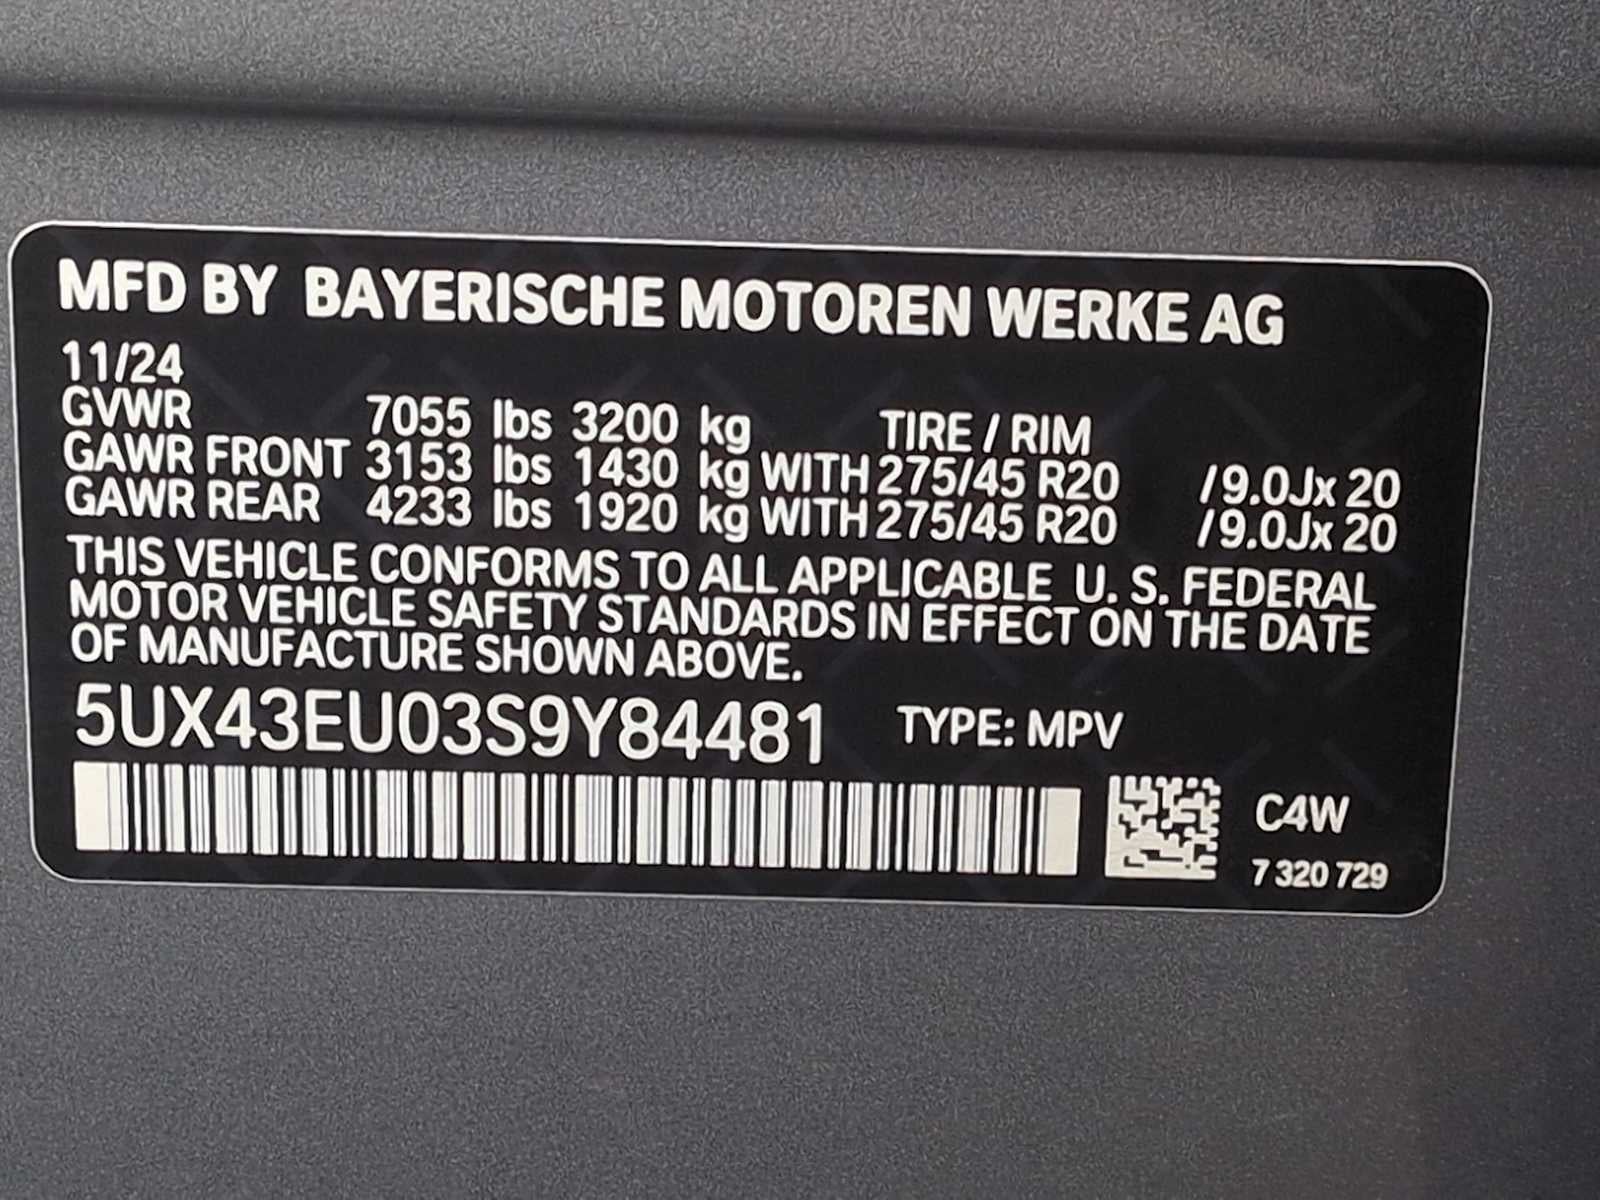 MFD BY BAYERISCHE MOTOREN WERKE AG
11/24
GVWR 7055 lbs 3200 kg TIRE / RIM
GAWR FRONT 3153 lbs 1430 kg WITH 275/45 R20 / 9.0Jx 20
GAWR REAR 4233 lbs 1920 kg WITH 275/45 R20 / 9.0Jx 20
THIS VEHICLE CONFORMS TO ALL APPLICABLE U. S. FEDERAL
MOTOR VEHICLE SAFETY STANDARDS IN EFFECT ON THE DATE
OF MANUFACTURE SHOWN ABOVE.
5UX43EU03S9Y84481 TYPE: MPV
C4W
7 320 729